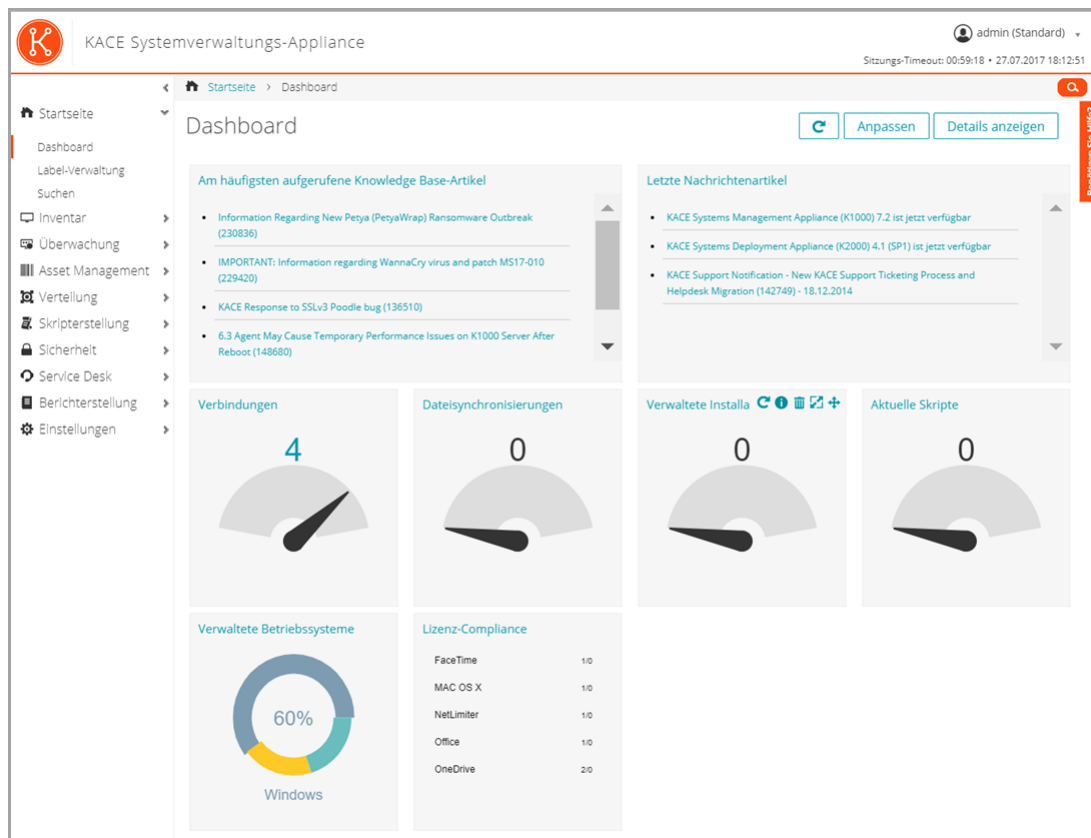 KACE Systemverwaltungs-Appliance
admin (Standard)
Sitzungs-Timeout: 00:59:18 • 27.07.2017 18:12:51
Startseite > Dashboard
Benötigen Sie Hilfe?
Startseite
Dashboard
Label-Verwaltung
Suchen
Inventar
Überwachung
Asset Management
Verteilung
Skripterstellung
Sicherheit
Service Desk
Berichterstellung
Einstellungen
Dashboard
Anpassen
Details anzeigen
Am häufigsten aufgerufene Knowledge Base-Artikel
Information Regarding New Petya (PetyaWrap) Ransomware Outbreak
(230836)
IMPORTANT: Information regarding WannaCry virus and patch MS17-010
(229420)
KACE Response to SSLv3 Poodle bug (136510)
6.3 Agent May Cause Temporary Performance Issues on K1000 Server After
Reboot (148680)
Letzte Nachrichtenartikel
KACE Systems Management Appliance (K1000) 7.2 ist jetzt verfügbar
KACE Systems Deployment Appliance (K2000) 4.1 (SP1) ist jetzt verfügbar
KACE Support Notification - New KACE Support Ticketing Process and
Helpdesk Migration (142749) - 18.12.2014
Verbindungen
4
Dateisynchronisierungen
0
Verwaltete Installa
0
Aktuelle Skripte
0
Verwaltete Betriebssysteme
60%
Windows
Lizenz-Compliance
FaceTime 1/0
MAC OS X 1/0
NetLimiter 1/0
Office 1/0
OneDrive 2/0